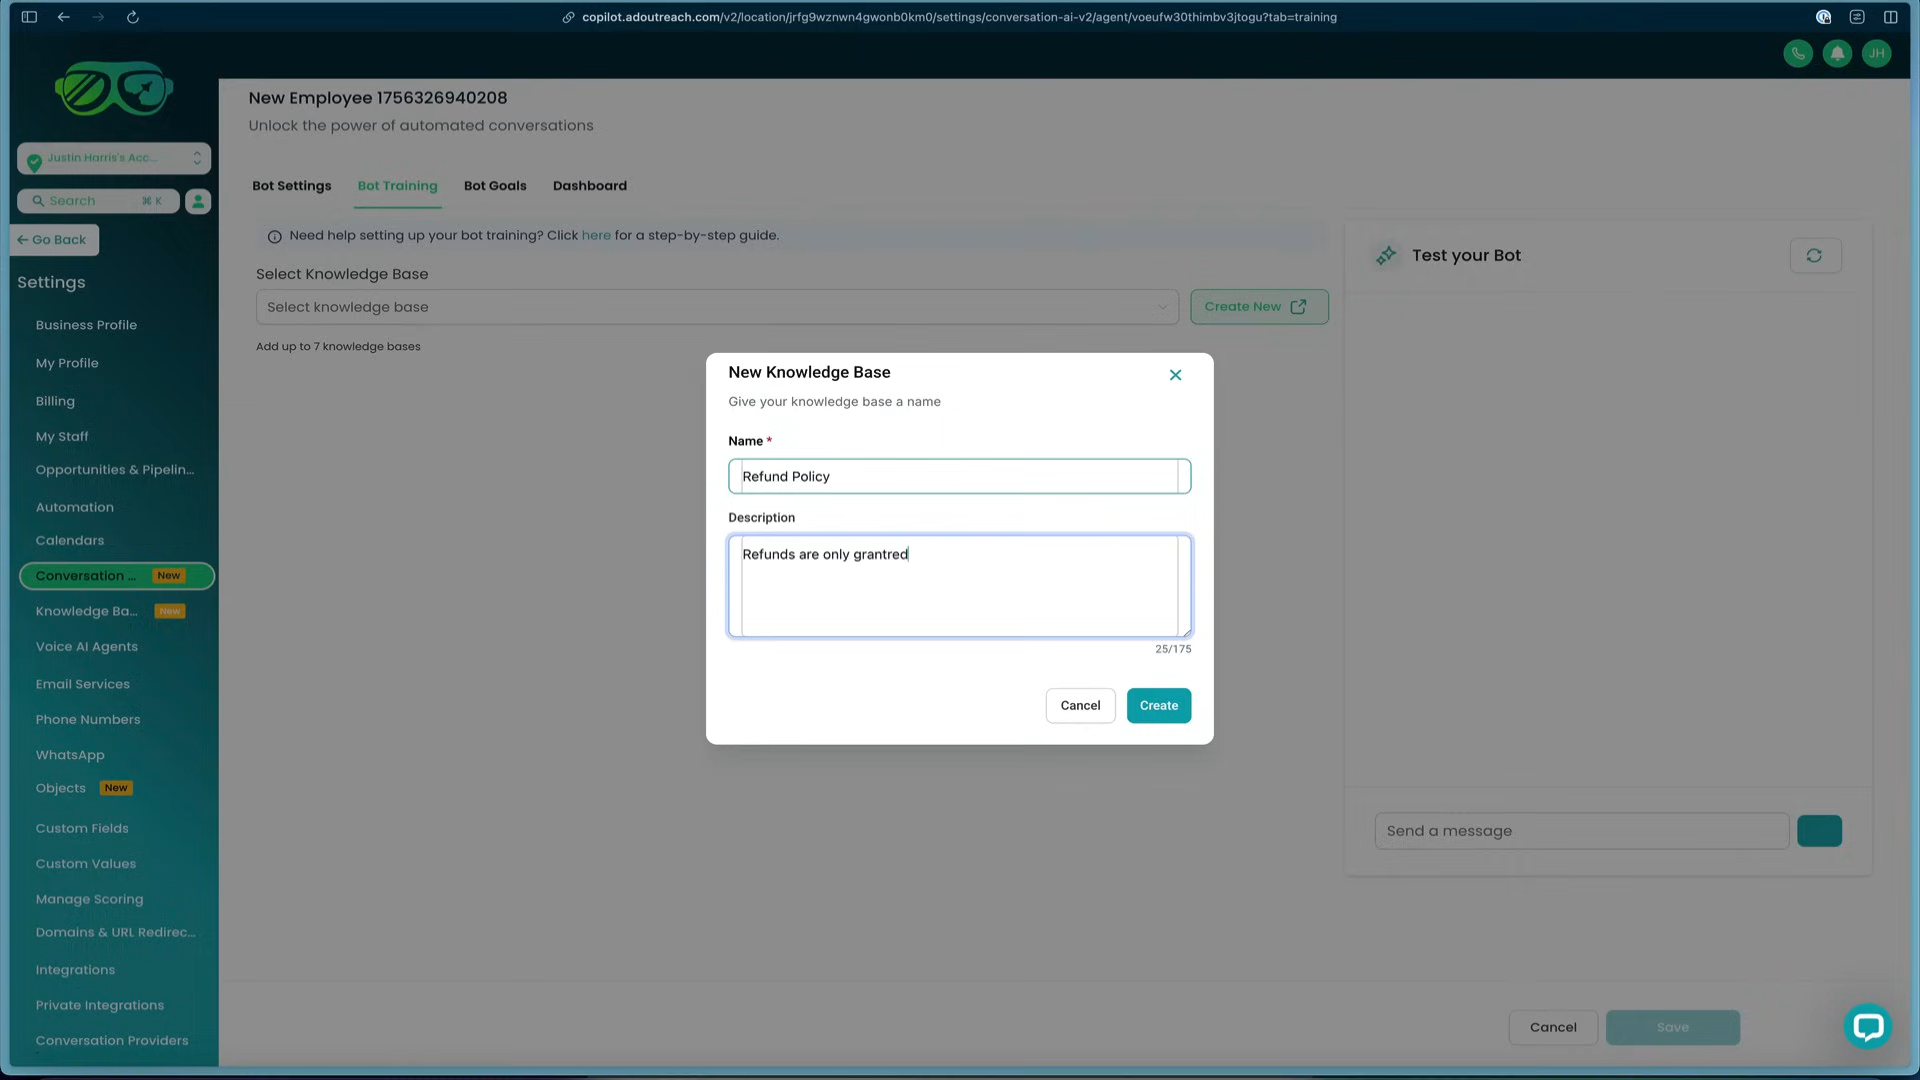 copilot.adoutreach.com/v2/location/jrfg9wznwn4gwonb0km0/settings/conversation-ai-v2/agent/voeufw30thimbv3jtogu?tab=training
JH
New Employee 1756326940208
Unlock the power of automated conversations
Justin Harris's Acc...
Search ⌘ K
Go Back
Settings
Business Profile
My Profile
Billing
My Staff
Opportunities & Pipelin...
Automation
Calendars
Conversation ... New
Knowledge Ba... New
Voice AI Agents
Email Services
Phone Numbers
WhatsApp
Objects New
Custom Fields
Custom Values
Manage Scoring
Domains & URL Redirec...
Integrations
Private Integrations
Conversation Providers
Bot Settings Bot Training Bot Goals Dashboard
Need help setting up your bot training? Click here for a step-by-step guide.
Select Knowledge Base
Select knowledge base
Create New
Add up to 7 knowledge bases
New Knowledge Base
Give your knowledge base a name
Name *
Refund Policy
Description
Refunds are only grantred
25/175
Cancel Create
Test your Bot
Send a message
Cancel Save